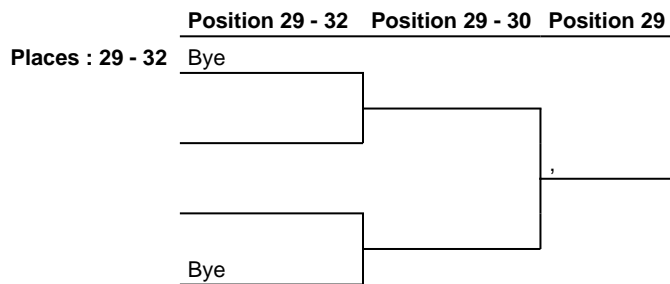 Position 29 - 32 Position 29 - 30 Position 29
Places : 29 - 32 Bye
,
Bye